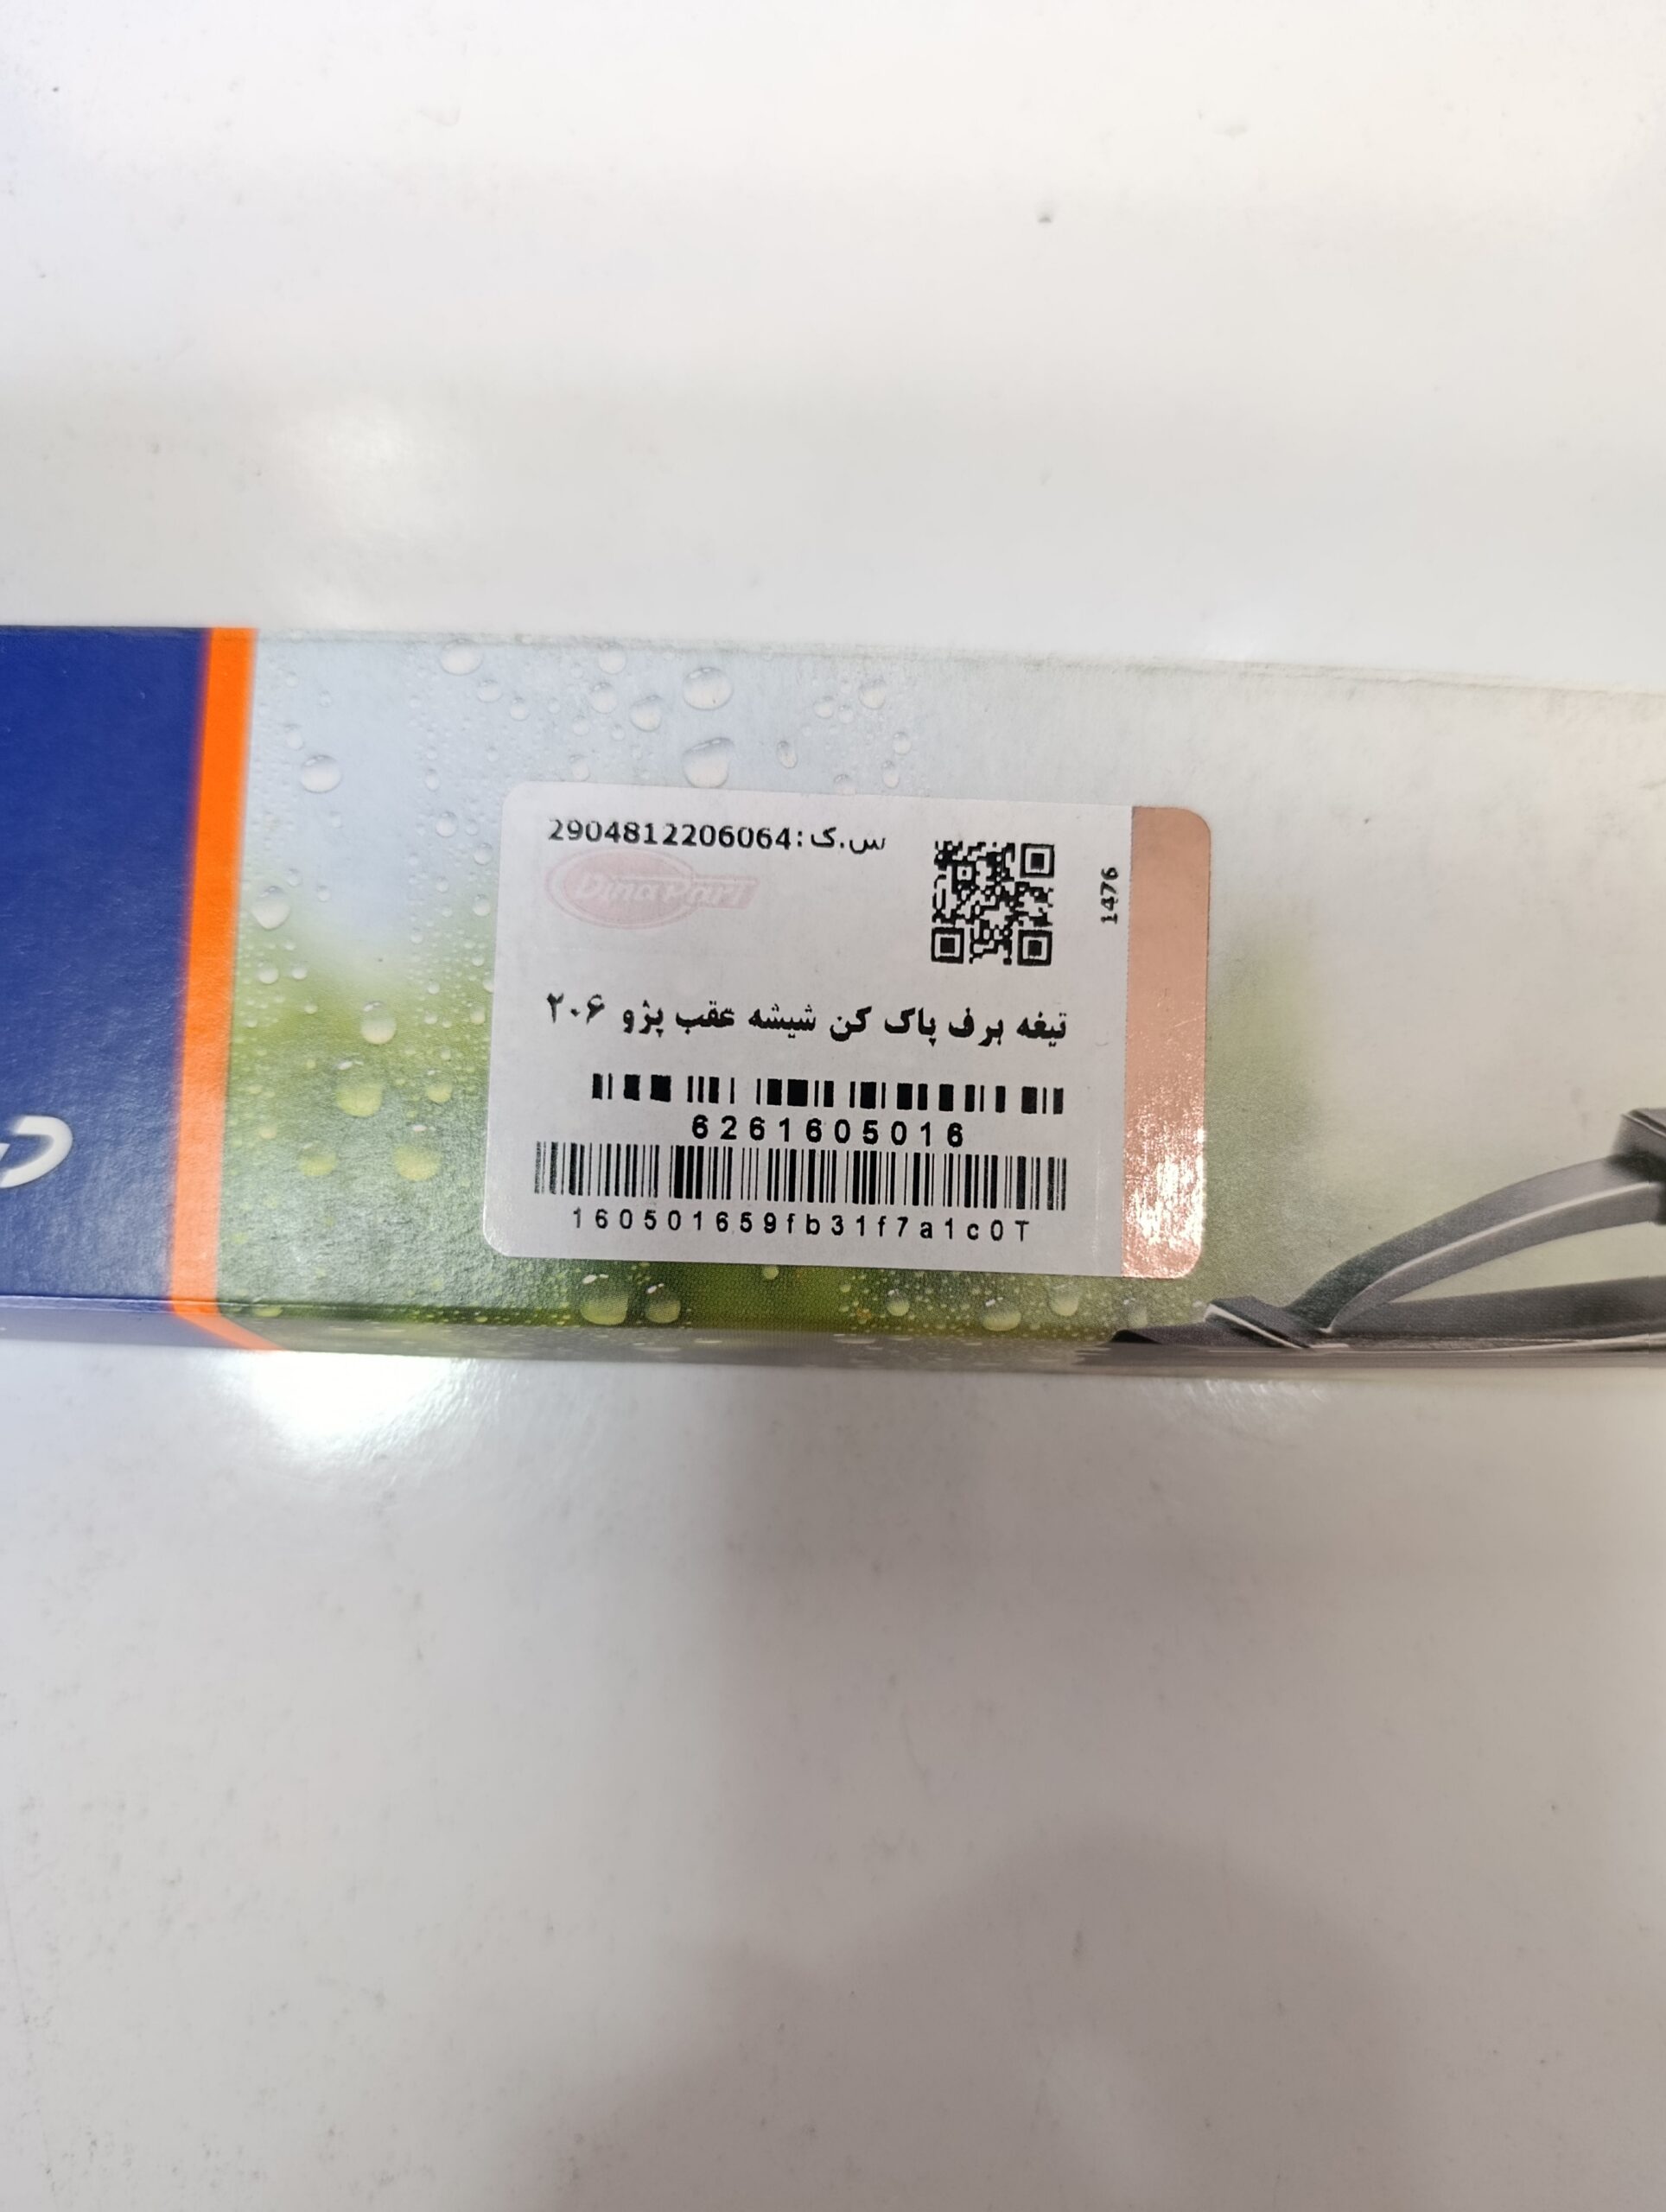 س.ک:2904812206064
DinaPart
1476
تیغه برف پاک کن شیشه عقب پژو ۲۰۶
6261605016
160501659fb31f7a1c0T